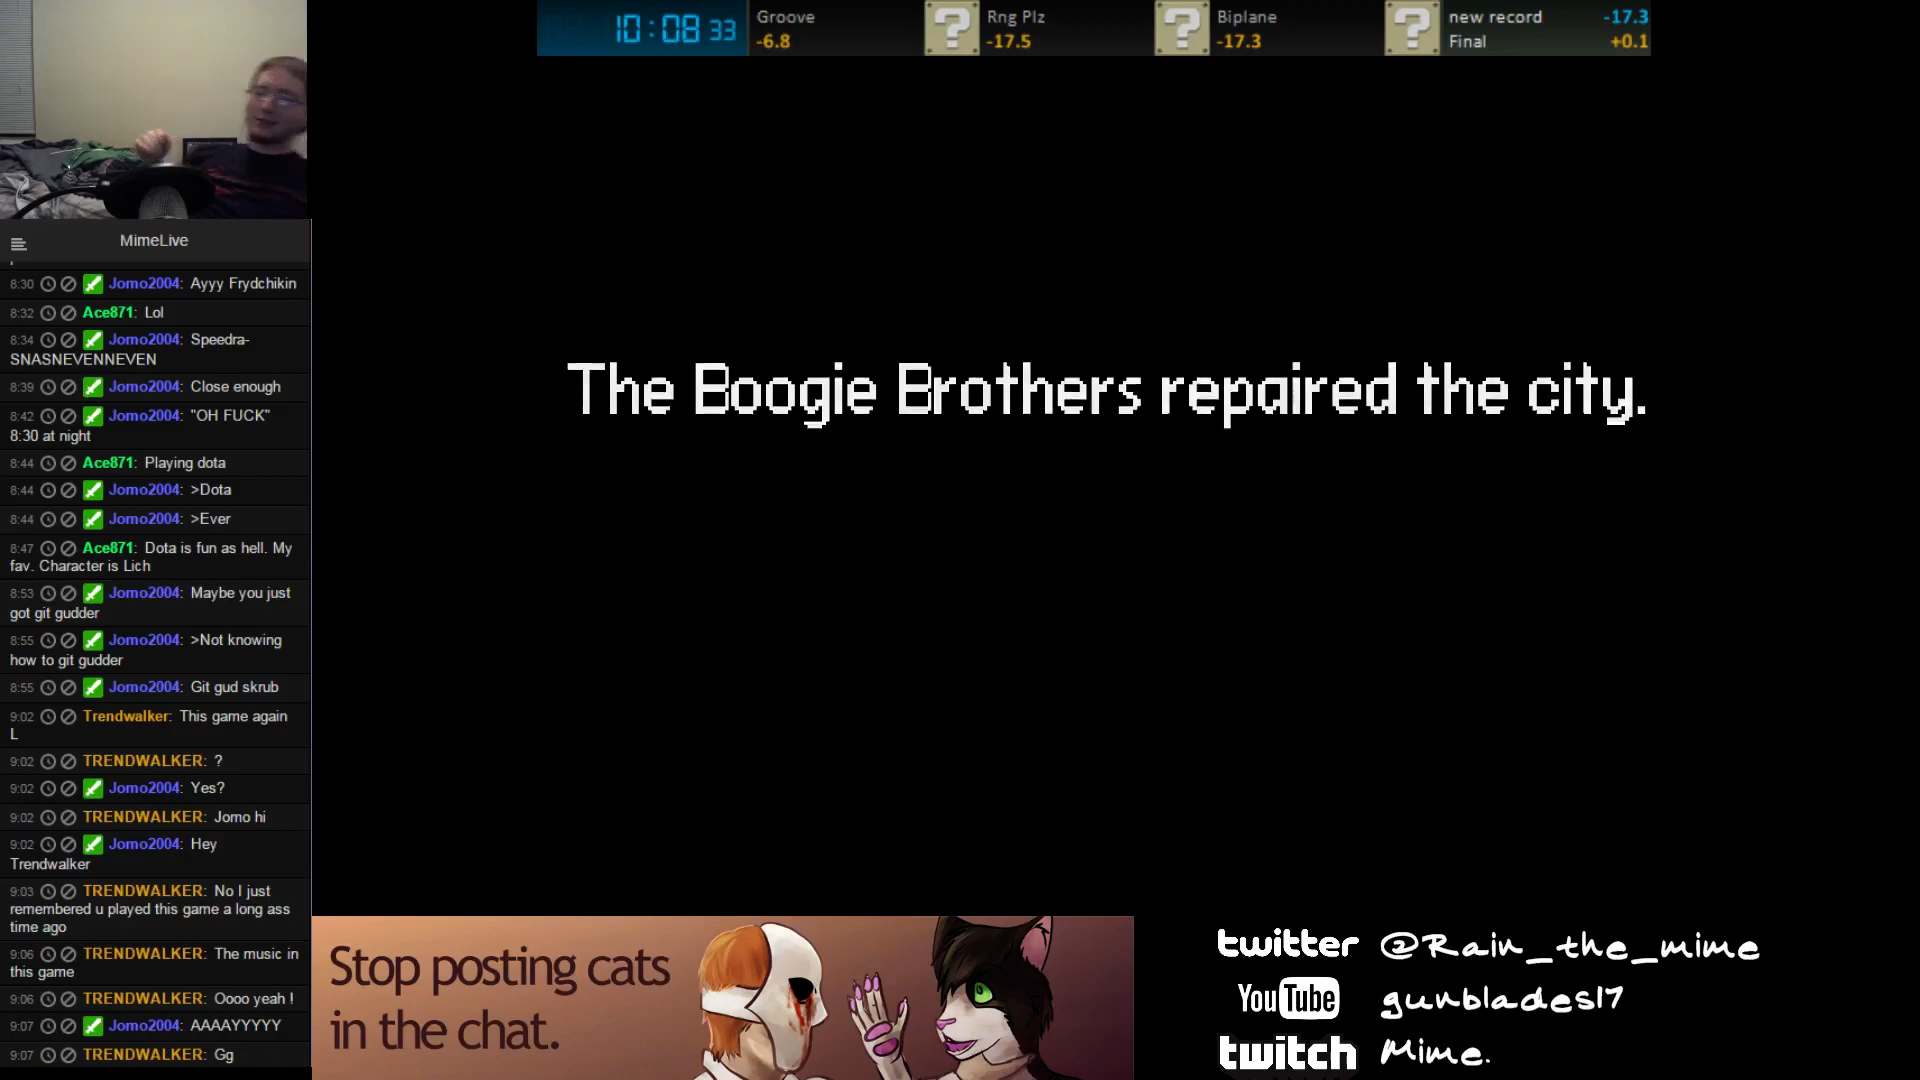 10:08 33
Groove
-6.8
Rng Plz
-17.5
Biplane
-17.3
new record -17.3
Final +0.1
The Boogie Brothers repaired the city.
MimeLive
8:30 Jomo2004: Ayyy Frydchikin
8:32 Ace871: Lol
8:34 Jomo2004: Speedra-
SNASNEVENNEVEN
8:39 Jomo2004: Close enough
8:42 Jomo2004: "OH FUCK"
8:30 at night
8:44 Ace871: Playing dota
8:44 Jomo2004: >Dota
8:44 Jomo2004: >Ever
8:47 Ace871: Dota is fun as hell. My
fav. Character is Lich
8:53 Jomo2004: Maybe you just
got git gudder
8:55 Jomo2004: >Not knowing
how to git gudder
8:55 Jomo2004: Git gud skrub
9:02 Trendwalker: This game again
L
9:02 TRENDWALKER: ?
9:02 Jomo2004: Yes?
9:02 TRENDWALKER: Jomo hi
9:02 Jomo2004: Hey
Trendwalker
9:03 TRENDWALKER: No I just
remembered u played this game a long ass
time ago
9:06 TRENDWALKER: The music in
this game
9:06 TRENDWALKER: Oooo yeah !
9:07 Jomo2004: AAAAYYYYY
9:07 TRENDWALKER: Gg
Stop posting cats
in the chat.
twitter @Rain_the_mime
YouTube gunblades17
twitch Mime.